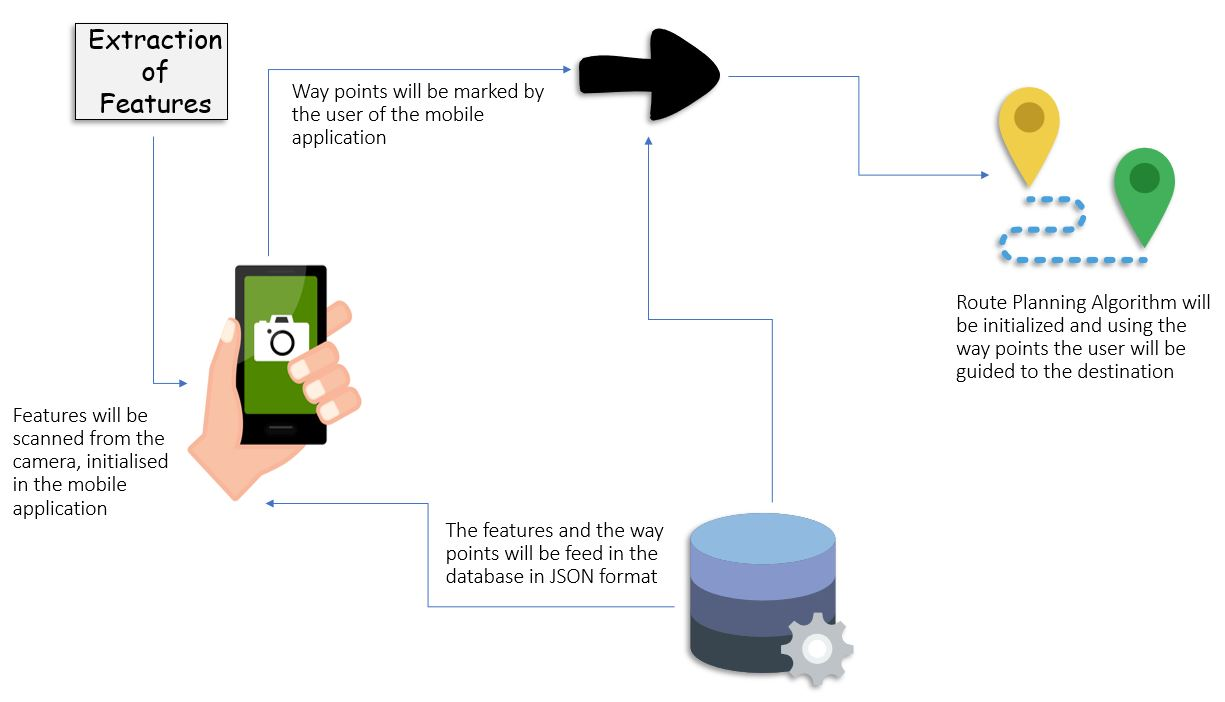 Extraction
of
Features
Way points will be marked by
the user of the mobile
application
Route Planning Algorithm will
be initialized and using the
way points the user will be
guided to the destination
Features will be
scanned from the
camera, initialised
in the mobile
application
The features and the way
points will be feed in the
database in JSON format